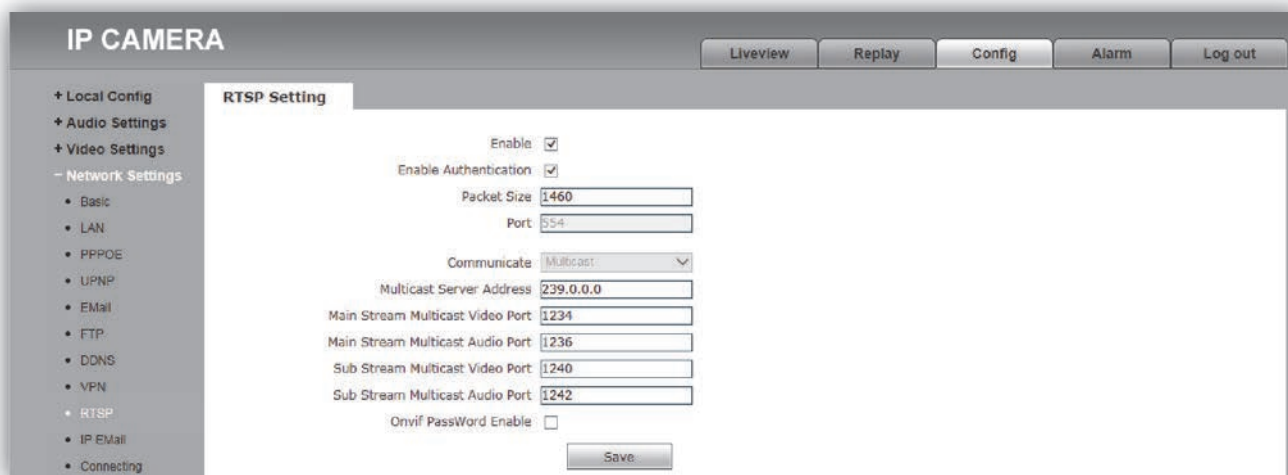 IP CAMERA
Liveview Replay Config Alarm Log out
+ Local Config
+ Audio Settings
+ Video Settings
− Network Settings
• Basic
• LAN
• PPPOE
• UPNP
• EMail
• FTP
• DDNS
• VPN
• RTSP
• IP EMail
• Connecting
RTSP Setting
Enable
Enable Authentication
Packet Size 1460
Port 554
Communicate Multicast
Multicast Server Address 239.0.0.0
Main Stream Multicast Video Port 1234
Main Stream Multicast Audio Port 1236
Sub Stream Multicast Video Port 1240
Sub Stream Multicast Audio Port 1242
Onvif PassWord Enable
Save